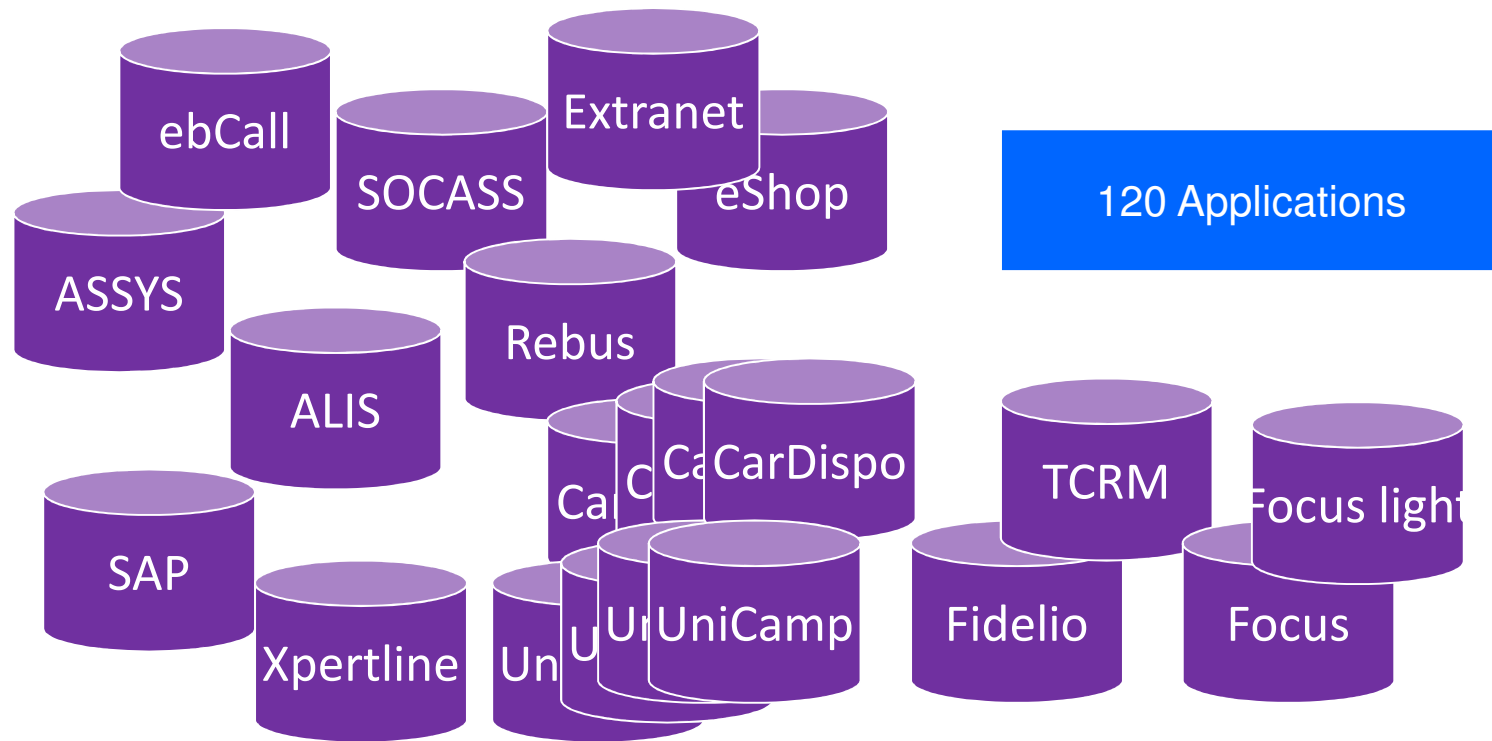 Extranet
ebCall
SOCASS
eShop
120 Applications
ASSYS
Rebus
ALIS
CarDispo
TCRM
Focus light
SAP
UniCamp
Fidelio
Focus
Xpertline